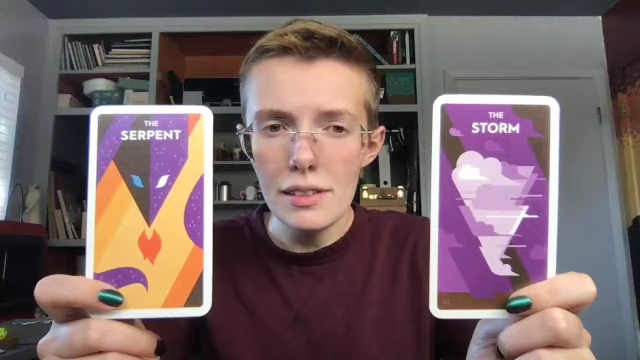 THE
SERPENT
THE
STORM
VI